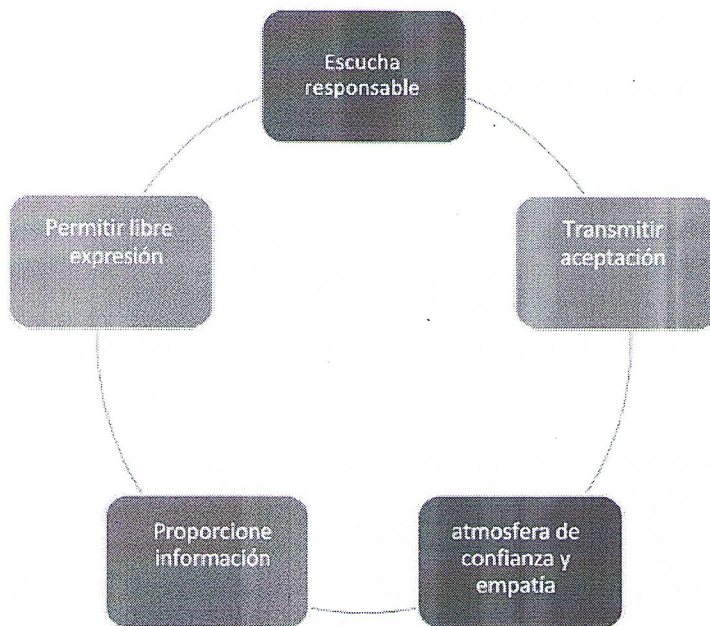 Escucha
responsable
Transmitir
aceptación
atmosfera de
confianza y
empatía
Proporcione
información
Permitir libre
expresión